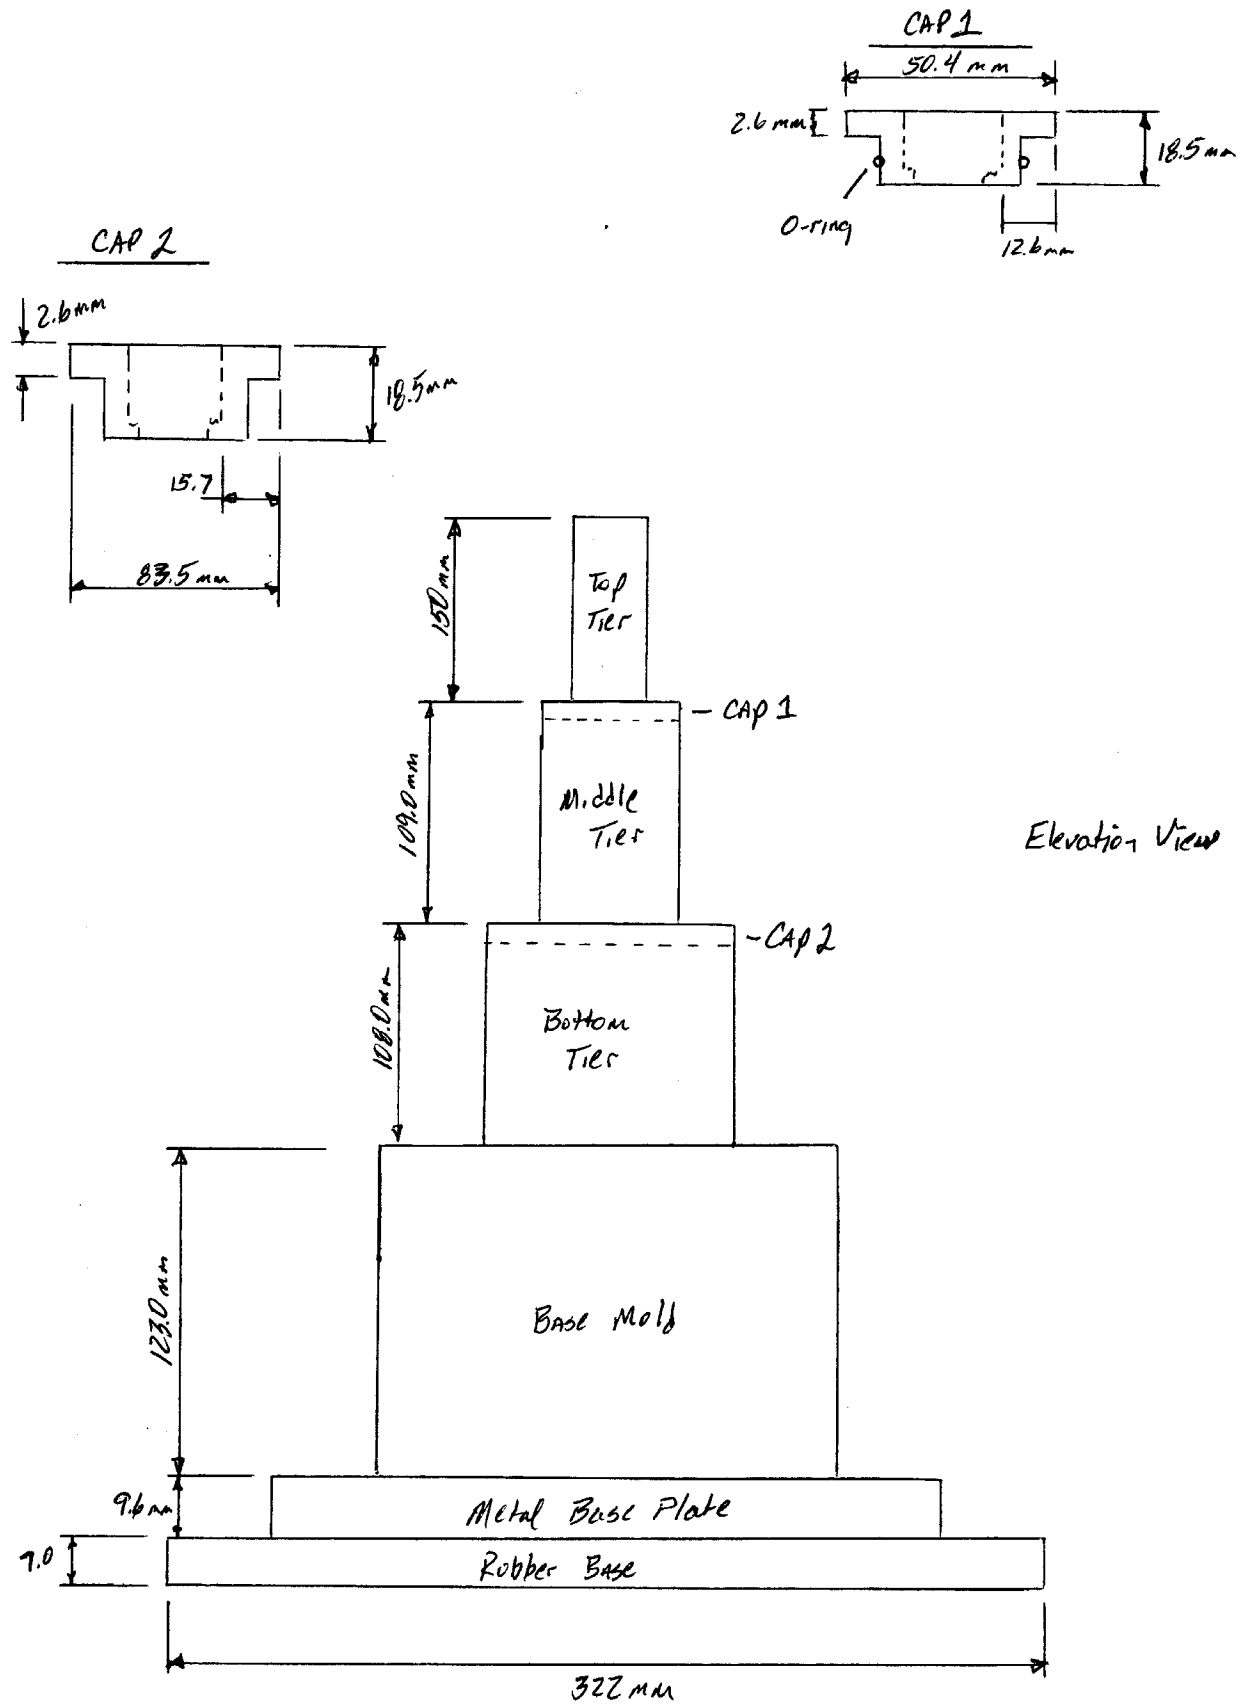 CAP 1
50.4 mm
2.6 mm
18.5 mm
O-ring
12.6 mm
CAP 2
2.6 mm
18.5 mm
15.7
83.5 mm
150 mm
Top
Tier
CAP 1
109.0 mm
Middle
Tier
Elevation View
CAP 2
108.0 mm
Bottom
Tier
123.0 mm
Base Mold
9.6 mm
Metal Base Plate
Rubber Base
322 mm